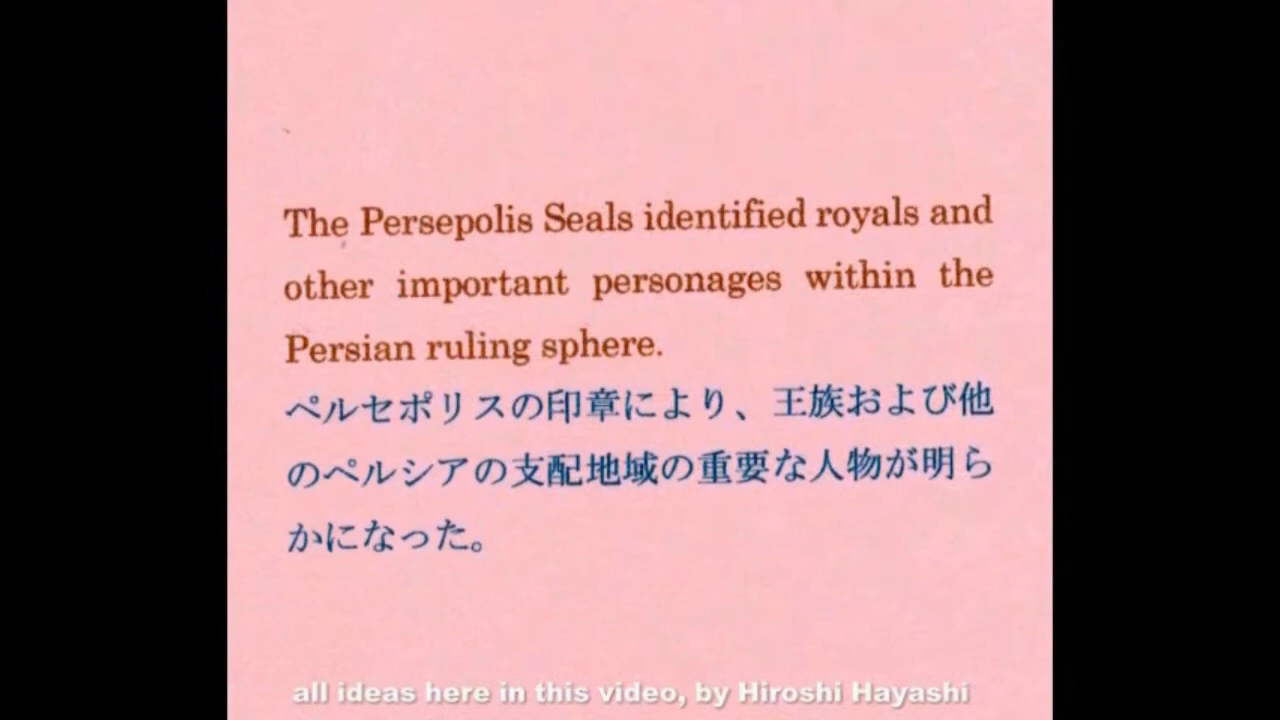 The Persepolis Seals identified royals and
other important personages within the
Persian ruling sphere.
ペルセポリスの印章により、王族および他
のペルシアの支配地域の重要な人物が明ら
かになった。
all ideas here in this video, by Hiroshi Hayashi